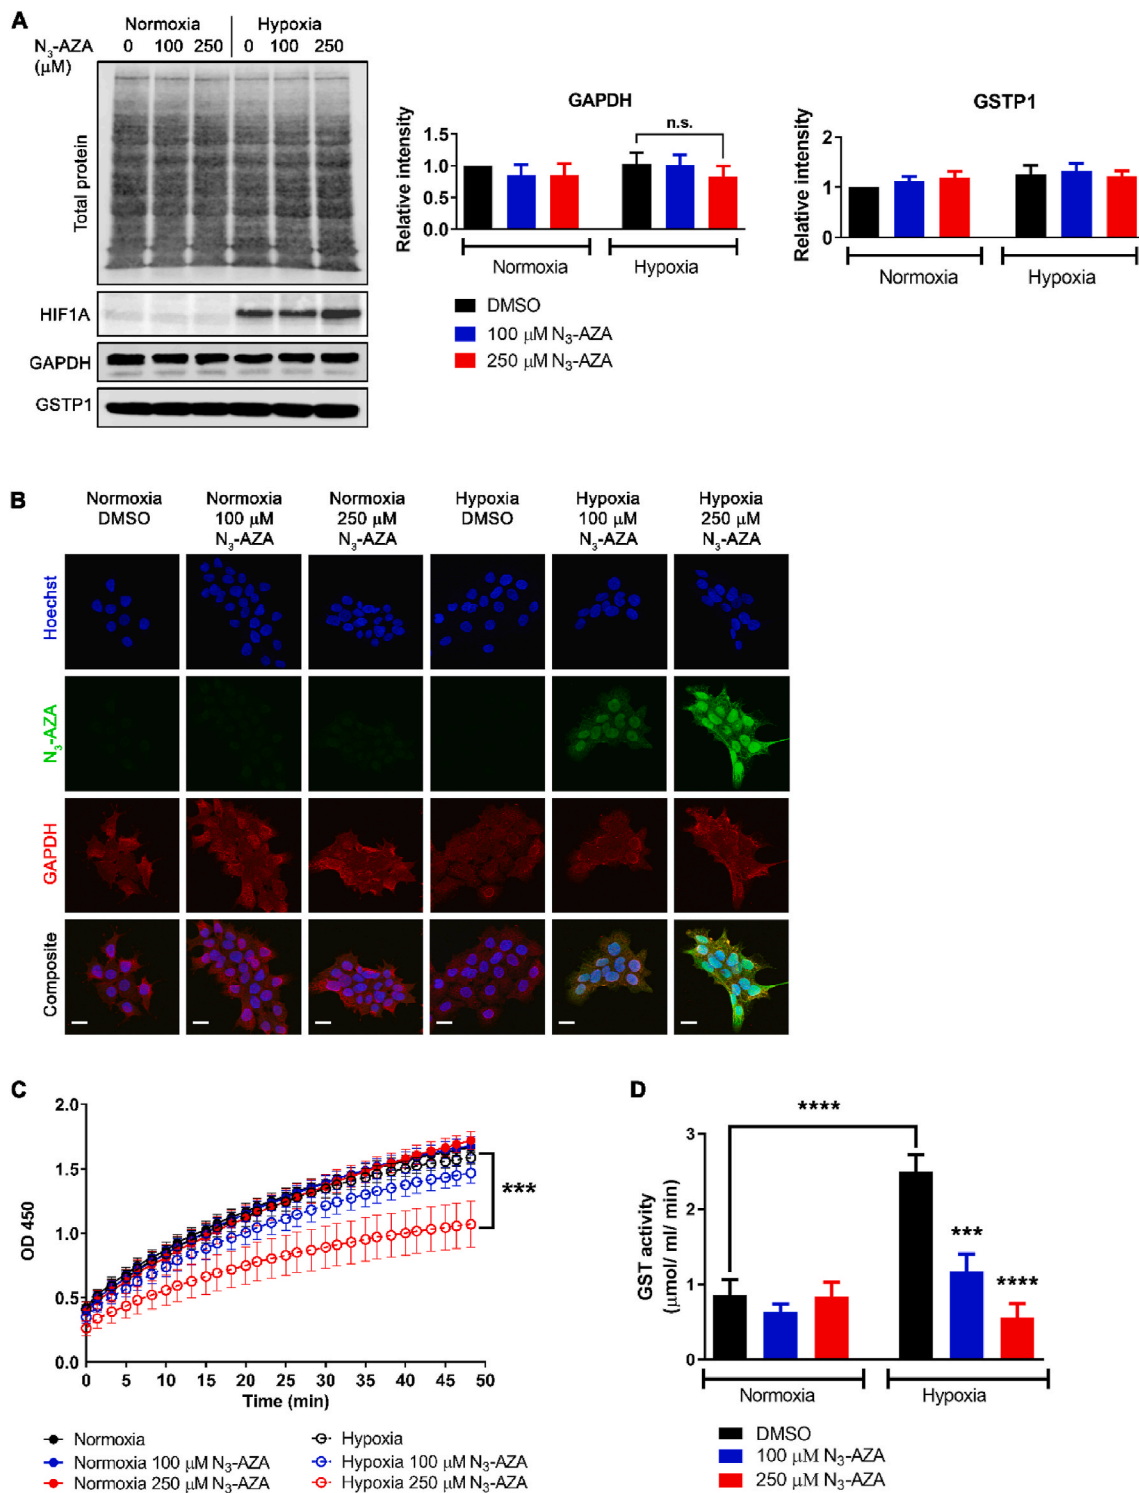 A
Normoxia Hypoxia
N₃-AZA 0 100 250 0 100 250
(μM)
Total protein
HIF1A
GAPDH
GSTP1
GAPDH
Relative intensity
1.5
1.0
0.5
0.0
n.s.
Normoxia Hypoxia
DMSO
100 μM N₃-AZA
250 μM N₃-AZA
GSTP1
Relative intensity
2
1
0
Normoxia Hypoxia
B
Normoxia DMSO
Normoxia 100 μM N₃-AZA
Normoxia 250 μM N₃-AZA
Hypoxia DMSO
Hypoxia 100 μM N₃-AZA
Hypoxia 250 μM N₃-AZA
Hoechst
N₃-AZA
GAPDH
Composite
C
OD 450
2.0
1.5
1.0
0.5
0.0
***
0 5 10 15 20 25 30 35 40 45 50
Time (min)
Normoxia
Normoxia 100 μM N₃-AZA
Normoxia 250 μM N₃-AZA
Hypoxia
Hypoxia 100 μM N₃-AZA
Hypoxia 250 μM N₃-AZA
D
GST activity
(μmol/ ml/ min)
3
2
1
0
****
***
****
Normoxia Hypoxia
DMSO
100 μM N₃-AZA
250 μM N₃-AZA